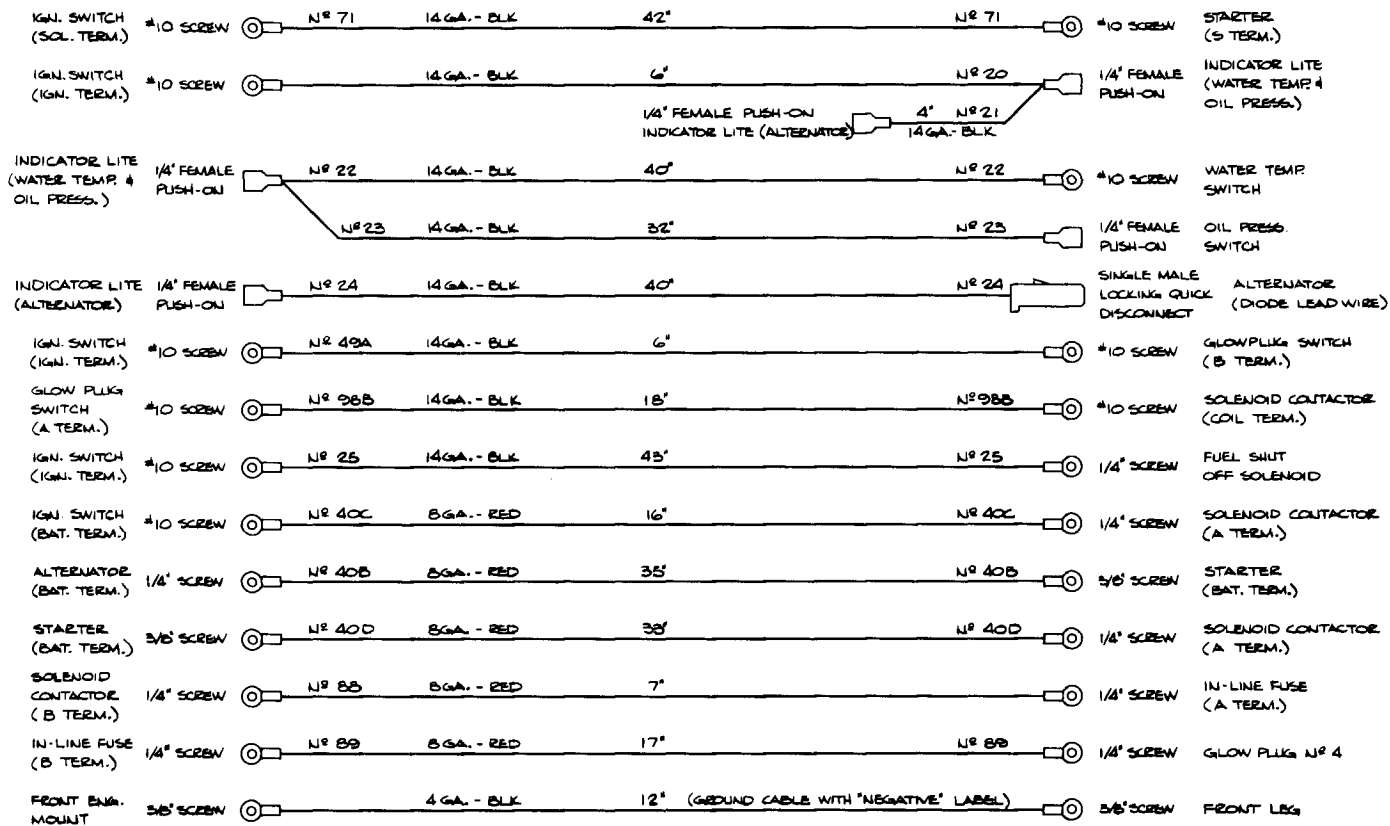 IGN. SWITCH (SOL. TERM.) #10 SCREW Nº 71 14 GA. - BLK 42" Nº 71 #10 SCREW STARTER (S TERM.)
IGN. SWITCH (IGN. TERM.) #10 SCREW 14 GA. - BLK 6" Nº 20 1/4" FEMALE PUSH-ON INDICATOR LITE (WATER TEMP. & OIL PRESS.)
1/4" FEMALE PUSH-ON INDICATOR LITE (ALTERNATOR) 4" Nº 21 14 GA. - BLK
INDICATOR LITE (WATER TEMP. & OIL PRESS.) 1/4" FEMALE PUSH-ON Nº 22 14 GA. - BLK 40" Nº 22 #10 SCREW WATER TEMP. SWITCH
Nº 23 14 GA. - BLK 32" Nº 23 1/4" FEMALE PUSH-ON OIL PRESS. SWITCH
INDICATOR LITE (ALTERNATOR) 1/4" FEMALE PUSH-ON Nº 24 14 GA. - BLK 40" Nº 24 SINGLE MALE LOCKING QUICK DISCONNECT ALTERNATOR (DIODE LEAD WIRE)
IGN. SWITCH (IGN. TERM.) #10 SCREW Nº 49A 14 GA. - BLK 6" #10 SCREW GLOWPLUG SWITCH (B TERM.)
GLOW PLUG SWITCH (A TERM.) #10 SCREW Nº 98B 14 GA. - BLK 18" Nº 98B #10 SCREW SOLENOID CONTACTOR (COIL TERM.)
IGN. SWITCH (IGN. TERM.) #10 SCREW Nº 25 14 GA. - BLK 43" Nº 25 1/4" SCREW FUEL SHUT OFF SOLENOID
IGN. SWITCH (BAT. TERM.) #10 SCREW Nº 40C 8 GA. - RED 16" Nº 40C 1/4" SCREW SOLENOID CONTACTOR (A TERM.)
ALTERNATOR (BAT. TERM.) 1/4" SCREW Nº 40B 8 GA. - RED 35" Nº 40B 3/8" SCREW STARTER (BAT. TERM.)
STARTER (BAT. TERM.) 3/8" SCREW Nº 40D 8 GA. - RED 38" Nº 40D 1/4" SCREW SOLENOID CONTACTOR (A TERM.)
SOLENOID CONTACTOR (B TERM.) 1/4" SCREW Nº 88 8 GA. - RED 7" 1/4" SCREW IN-LINE FUSE (A TERM.)
IN-LINE FUSE (B TERM.) 1/4" SCREW Nº 89 8 GA. - RED 17" Nº 89 1/4" SCREW GLOW PLUG Nº 4
FRONT ENG. MOUNT 3/8" SCREW 4 GA. - BLK 12" (GROUND CABLE WITH "NEGATIVE" LABEL) 3/8" SCREW FRONT LEG